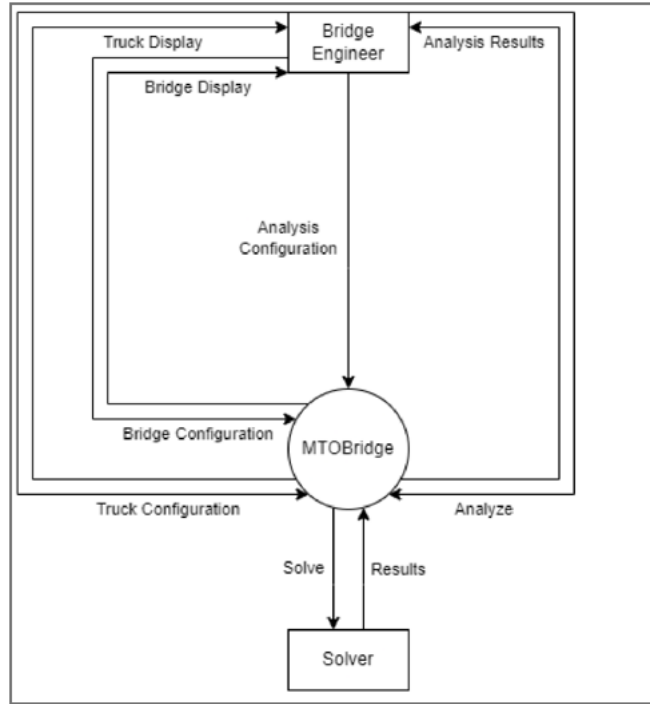 Bridge
Engineer
Truck Display
Analysis Results
Bridge Display
Analysis
Configuration
Bridge Configuration
MTOBridge
Truck Configuration
Analyze
Solve
Results
Solver